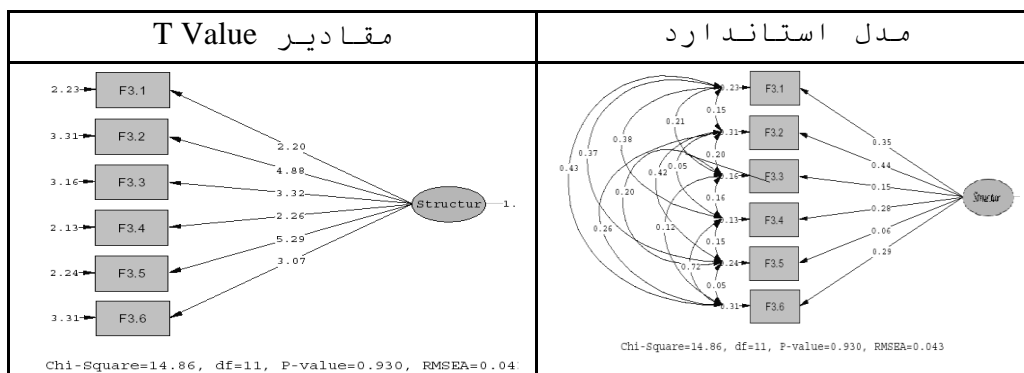 T Value مقادیر
مدل استاندارد
2.23 F3.1
3.31 F3.2
3.16 F3.3
2.13 F3.4
2.24 F3.5
3.31 F3.6
2.20
4.88
3.32
2.26
5.29
3.07
Structur 1.
Chi-Square=14.86, df=11, P-value=0.930, RMSEA=0.04
0.23 F3.1
0.31 F3.2
0.16 F3.3
0.13 F3.4
0.24 F3.5
0.31 F3.6
0.15
0.21
0.38
0.37
0.43
0.20
0.05
0.42
0.20
0.16
0.12
0.26
0.15
0.72
0.05
0.35
0.44
0.15
0.28
0.06
0.29
Structur
Chi-Square=14.86, df=11, P-value=0.930, RMSEA=0.043